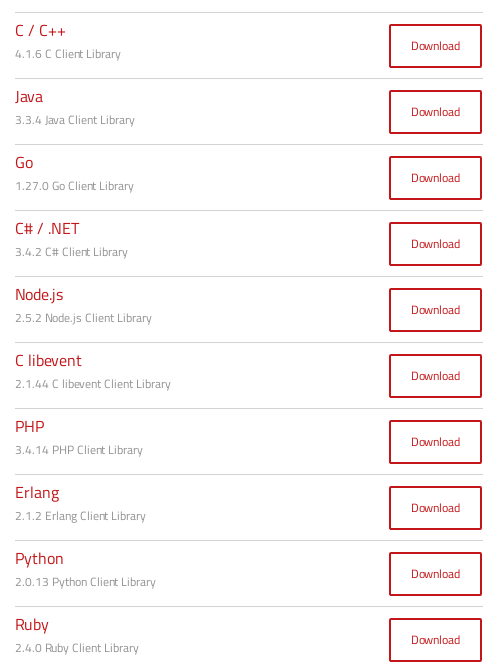 C / C++
4.1.6 C Client Library
Download
Java
3.3.4 Java Client Library
Download
Go
1.27.0 Go Client Library
Download
C# / .NET
3.4.2 C# Client Library
Download
Node.js
2.5.2 Node.js Client Library
Download
C libevent
2.1.44 C libevent Client Library
Download
PHP
3.4.14 PHP Client Library
Download
Erlang
2.1.2 Erlang Client Library
Download
Python
2.0.13 Python Client Library
Download
Ruby
2.4.0 Ruby Client Library
Download